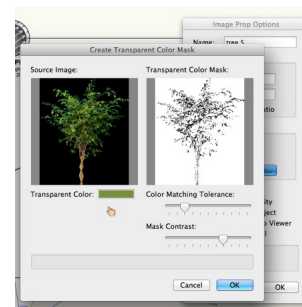 Image Prop Options
Name: tree 5
Create Transparent Color Mask
Source Image:
Transparent Color Mask:
Transparent Color:
Color Matching Tolerance:
Mask Contrast:
Cancel
OK
OK